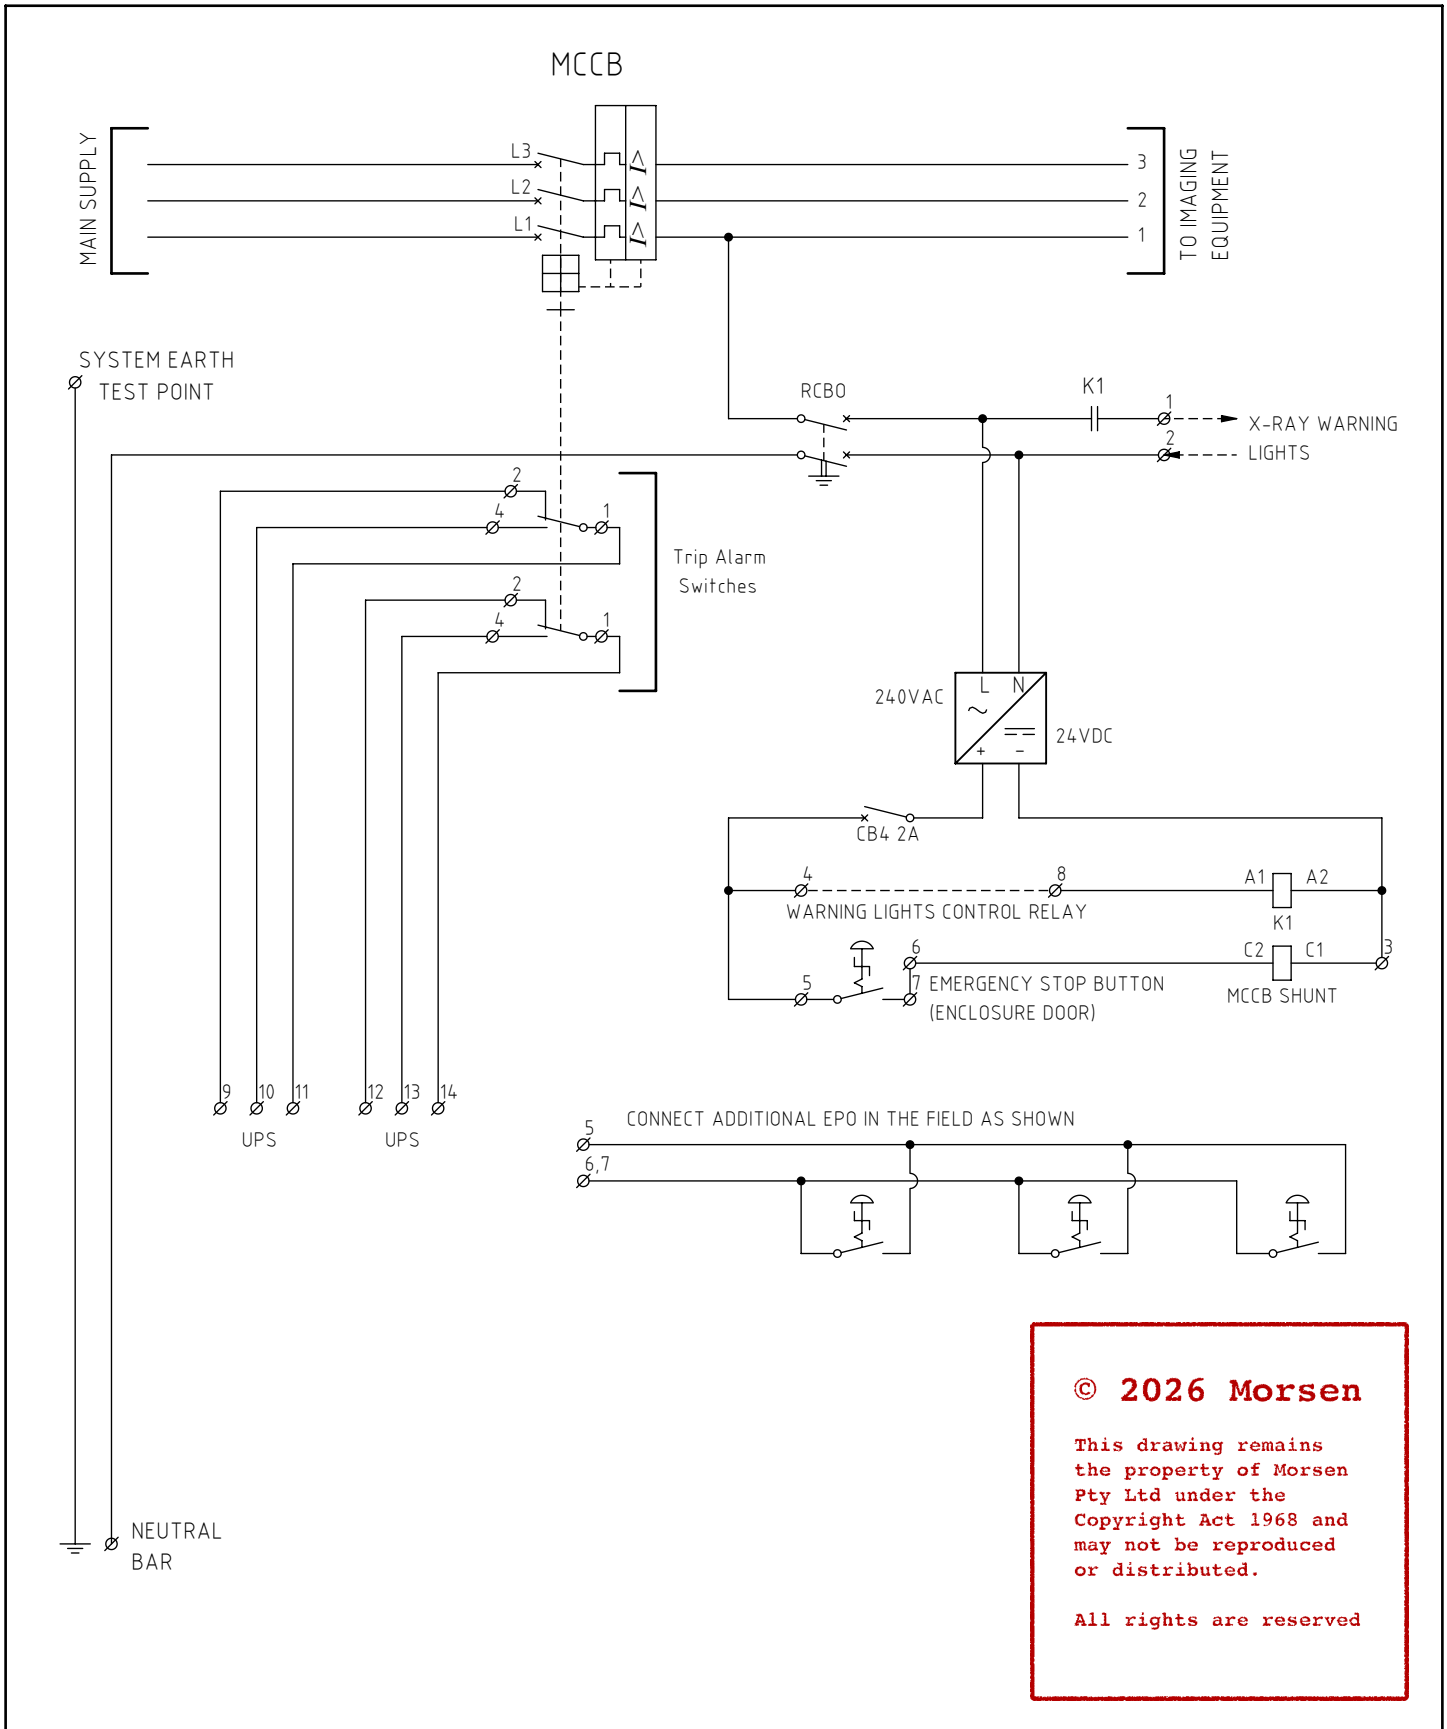 MCCB
MAIN SUPPLY
L3
L2
L1
I>
I>
I>
3
2
1
TO IMAGING
EQUIPMENT
SYSTEM EARTH
TEST POINT
RCBO
K1
1
2
X-RAY WARNING
LIGHTS
2
4
1
2
4
1
Trip Alarm
Switches
240VAC
L N
+ -
24VDC
CB4 2A
4
8
WARNING LIGHTS CONTROL RELAY
A1
A2
K1
5
6
7
EMERGENCY STOP BUTTON
(ENCLOSURE DOOR)
C2
C1
3
MCCB SHUNT
9
10
11
12
13
14
UPS
UPS
CONNECT ADDITIONAL EPO IN THE FIELD AS SHOWN
5
6,7
NEUTRAL
BAR
© 2026 Morsen
This drawing remains
the property of Morsen
Pty Ltd under the
Copyright Act 1968 and
may not be reproduced
or distributed.
All rights are reserved